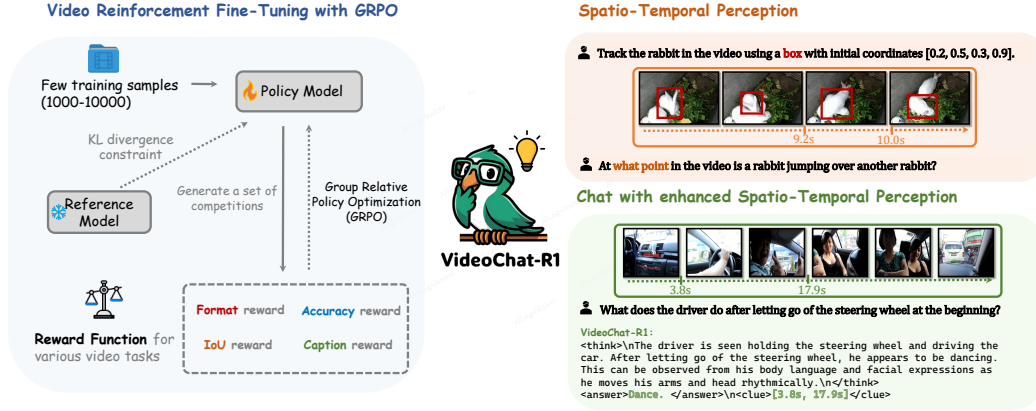 Video Reinforcement Fine-Tuning with GRPO
Few training samples
(1000-10000)
Policy Model
KL divergence
constraint
Reference
Model
Generate a set of
competitions
Group Relative
Policy Optimization
(GRPO)
Reward Function for
various video tasks
Format reward
Accuracy reward
IoU reward
Caption reward
VideoChat-R1
Spatio-Temporal Perception
Track the rabbit in the video using a box with initial coordinates [0.2, 0.5, 0.3, 0.9].
9.2s
10.0s
At what point in the video is a rabbit jumping over another rabbit?
Chat with enhanced Spatio-Temporal Perception
3.8s
17.9s
What does the driver do after letting go of the steering wheel at the beginning?
VideoChat-R1:
<think>\nThe driver is seen holding the steering wheel and driving the
car. After letting go of the steering wheel, he appears to be dancing.
This can be observed from his body language and facial expressions as
he moves his arms and head rhythmically.\n</think>
<answer>Dance. </answer>\n<clue>[3.8s, 17.9s]</clue>